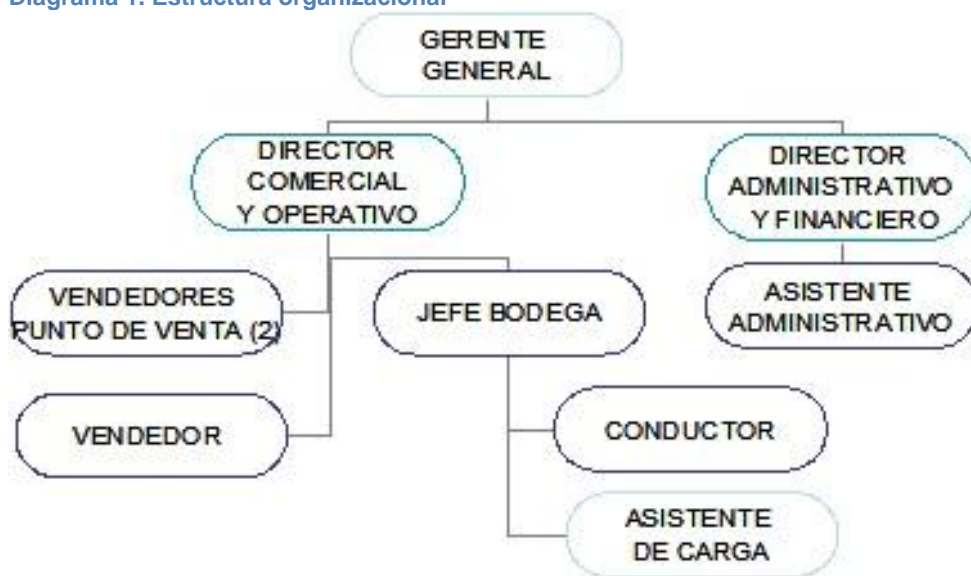 Diagrama 1. Estructura organizacional
GERENTE
GENERAL
DIRECTOR
COMERCIAL
Y OPERATIVO
DIRECTOR
ADMINISTRATIVO
Y FINANCIERO
VENDEDORES
PUNTO DE VENTA (2)
JEFE BODEGA
ASISTENTE
ADMINISTRATIVO
VENDEDOR
CONDUCTOR
ASISTENTE
DE CARGA